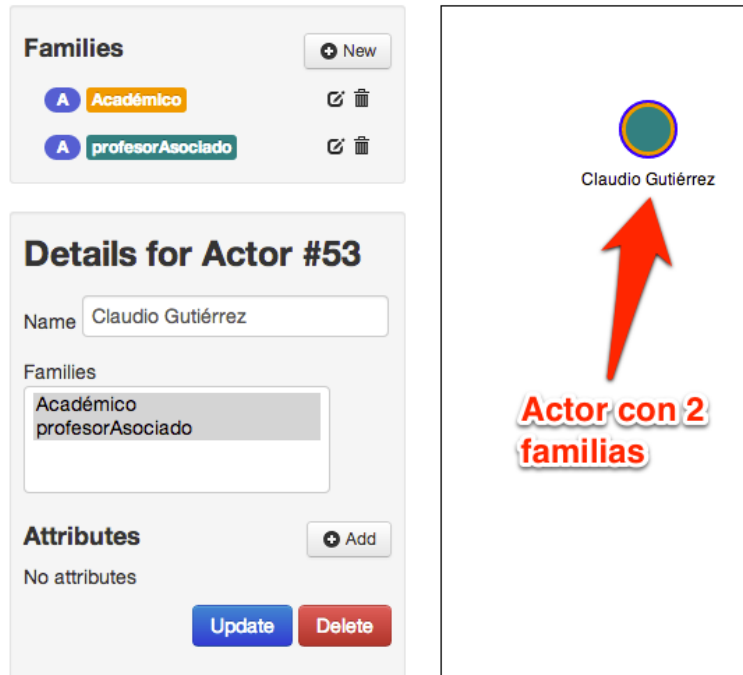 Families
New
A Académico
A profesorAsociado
Details for Actor #53
Name Claudio Gutiérrez
Families
Académico
profesorAsociado
Attributes
Add
No attributes
Update Delete
Claudio Gutiérrez
Actor con 2
familias